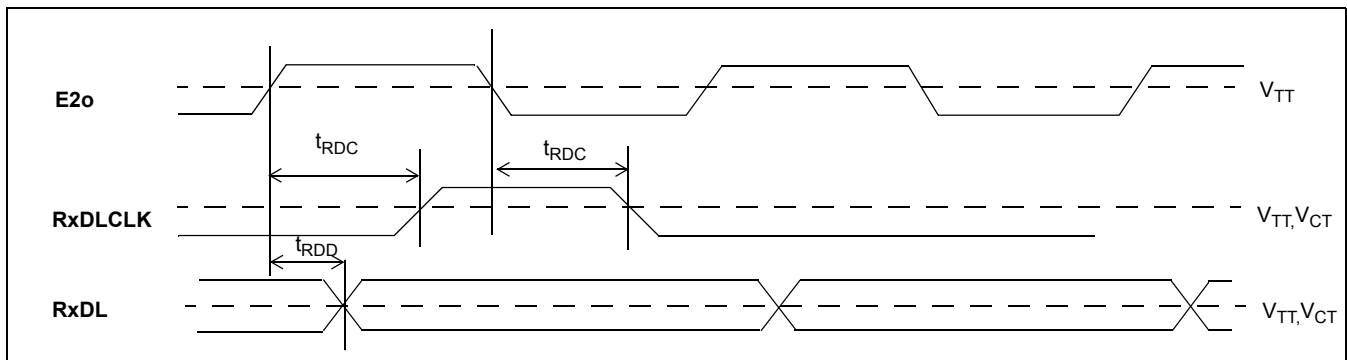 E2o
V_TT
t_RDC
t_RDC
RxDLCLK
V_TT,V_CT
t_RDD
RxDL
V_TT,V_CT